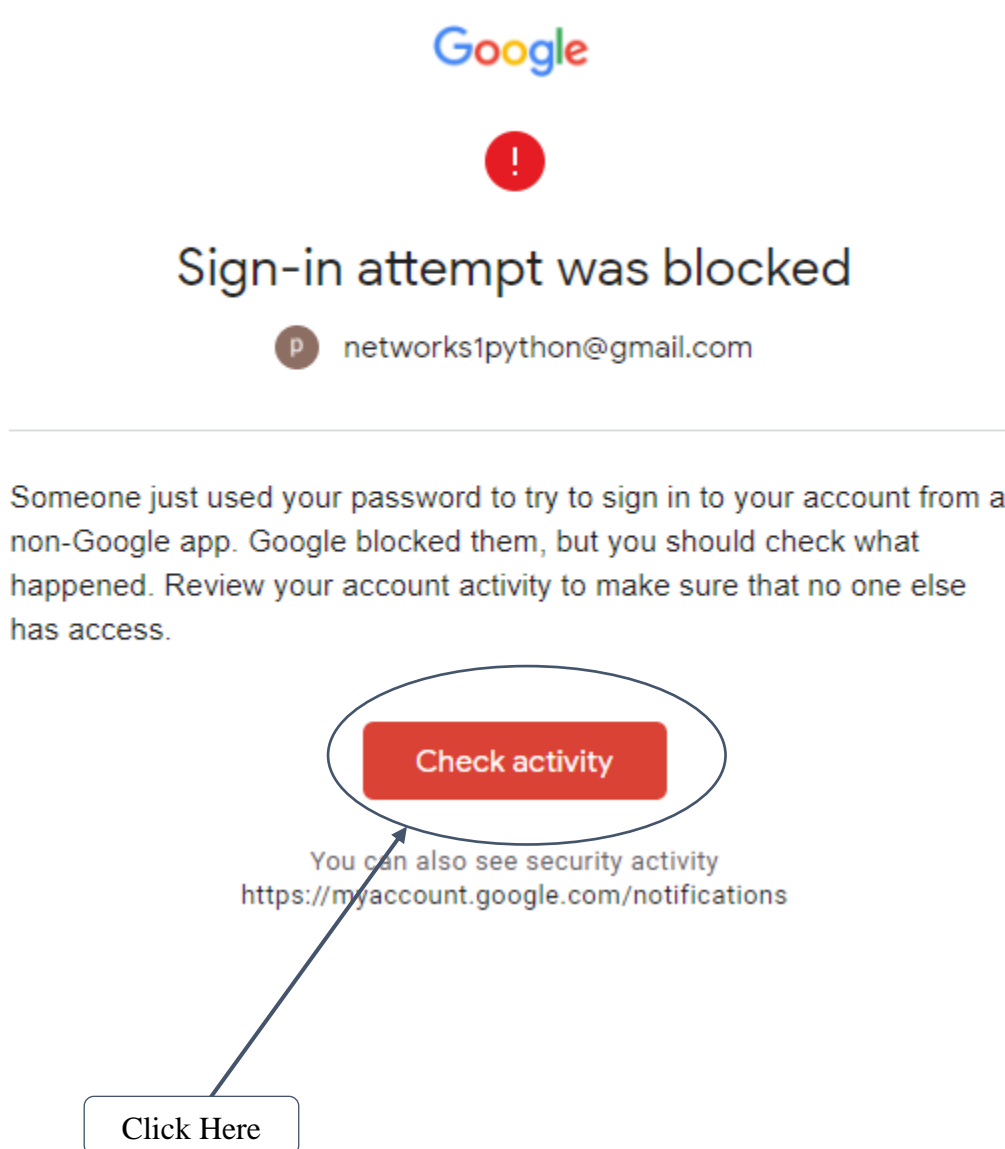 Google
!
Sign-in attempt was blocked
p networks1python@gmail.com
Someone just used your password to try to sign in to your account from a
non-Google app. Google blocked them, but you should check what
happened. Review your account activity to make sure that no one else
has access.
Check activity
You can also see security activity
https://myaccount.google.com/notifications
Click Here